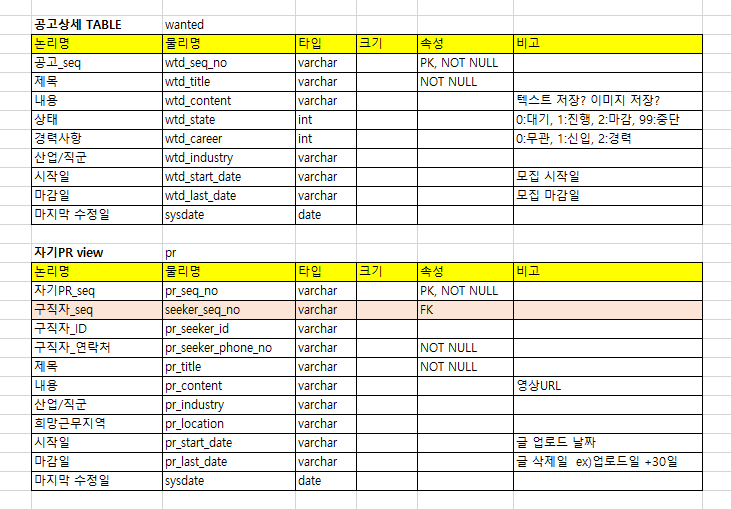 공고상세 TABLE wanted
논리명 물리명 타입 크기 속성 비고
공고_seq wtd_seq_no varchar PK, NOT NULL
제목 wtd_title varchar NOT NULL
내용 wtd_content varchar 텍스트 저장? 이미지 저장?
상태 wtd_state int 0:대기, 1:진행, 2:마감, 99:중단
경력사항 wtd_career int 0:무관, 1:신입, 2:경력
산업/직군 wtd_industry varchar
시작일 wtd_start_date varchar 모집 시작일
마감일 wtd_last_date varchar 모집 마감일
마지막 수정일 sysdate date
자기PR view pr
논리명 물리명 타입 크기 속성 비고
자기PR_seq pr_seq_no varchar PK, NOT NULL
구직자_seq seeker_seq_no varchar FK
구직자_ID pr_seeker_id varchar
구직자_연락처 pr_seeker_phone_no varchar NOT NULL
제목 pr_title varchar NOT NULL
내용 pr_content varchar 영상URL
산업/직군 pr_industry varchar
희망근무지역 pr_location varchar
시작일 pr_start_date varchar 글 업로드 날짜
마감일 pr_last_date varchar 글 삭제일 ex)업로드일 +30일
마지막 수정일 sysdate date